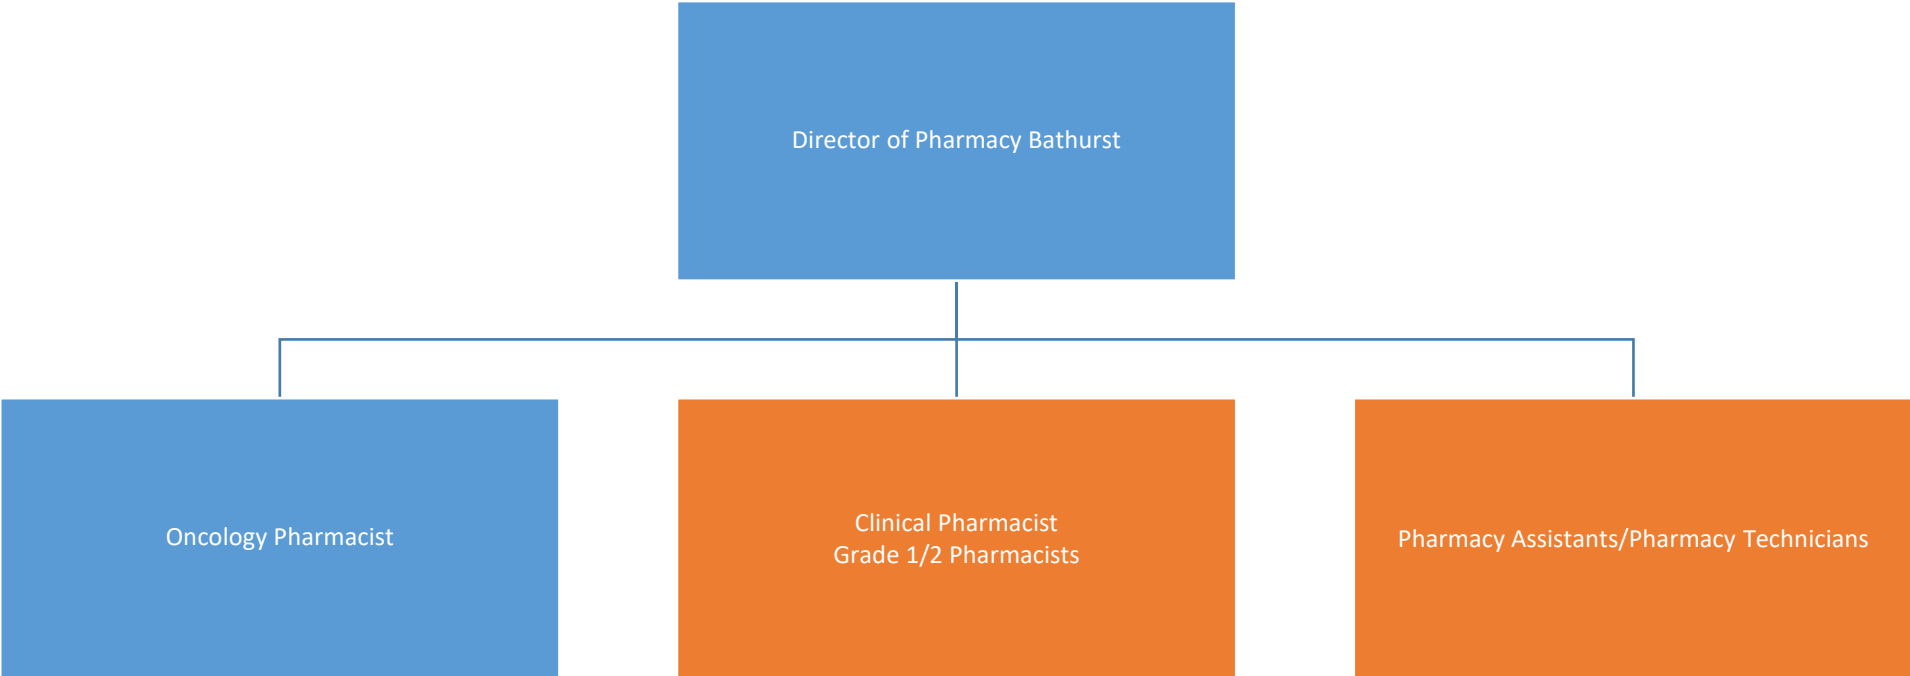 Director of Pharmacy Bathurst
Oncology Pharmacist
Clinical Pharmacist
Grade 1/2 Pharmacists
Pharmacy Assistants/Pharmacy Technicians